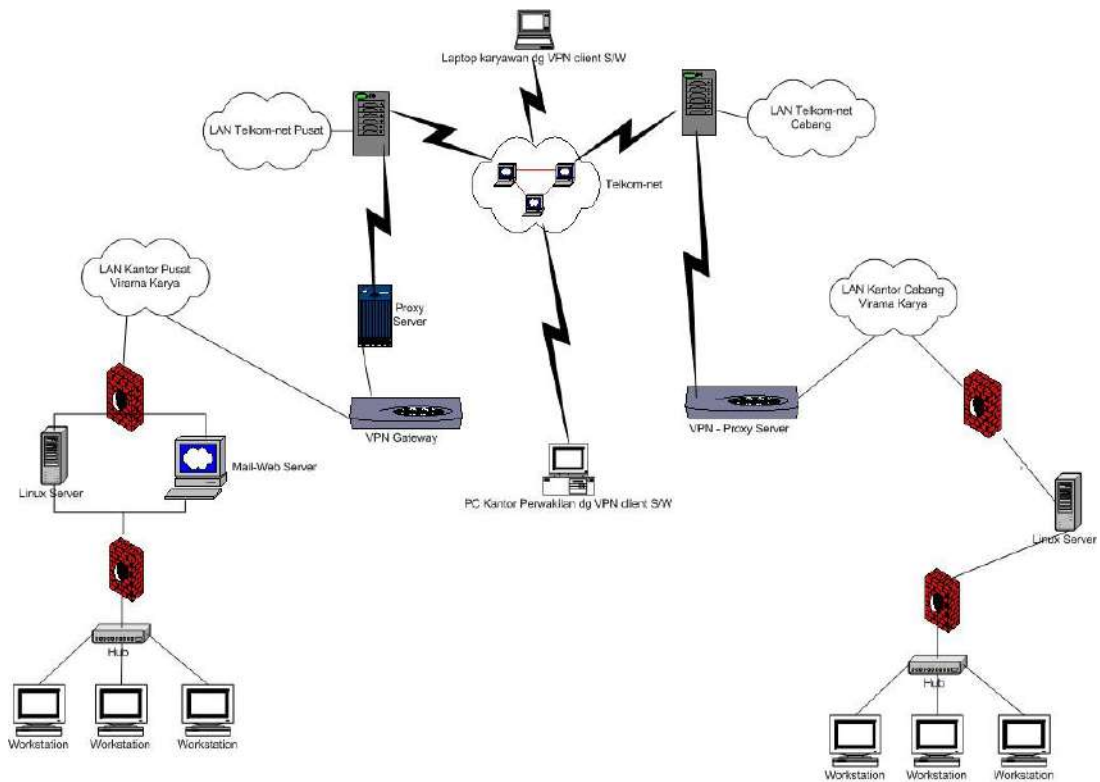 Laptop karyawan dg VPN client S/W
LAN Telkom-net Pusat
LAN Telkom-net
Cabang
Telkom-net
LAN Kantor Pusat
Virama Karya
Proxy
Server
LAN Kantor Cabang
Virama Karya
VPN Gateway
VPN - Proxy Server
Linux Server
Mail-Web Server
PC Kantor Perwakilan dg VPN client S/W
Linux Server
Hub
Hub
Workstation
Workstation
Workstation
Workstation
Workstation
Workstation